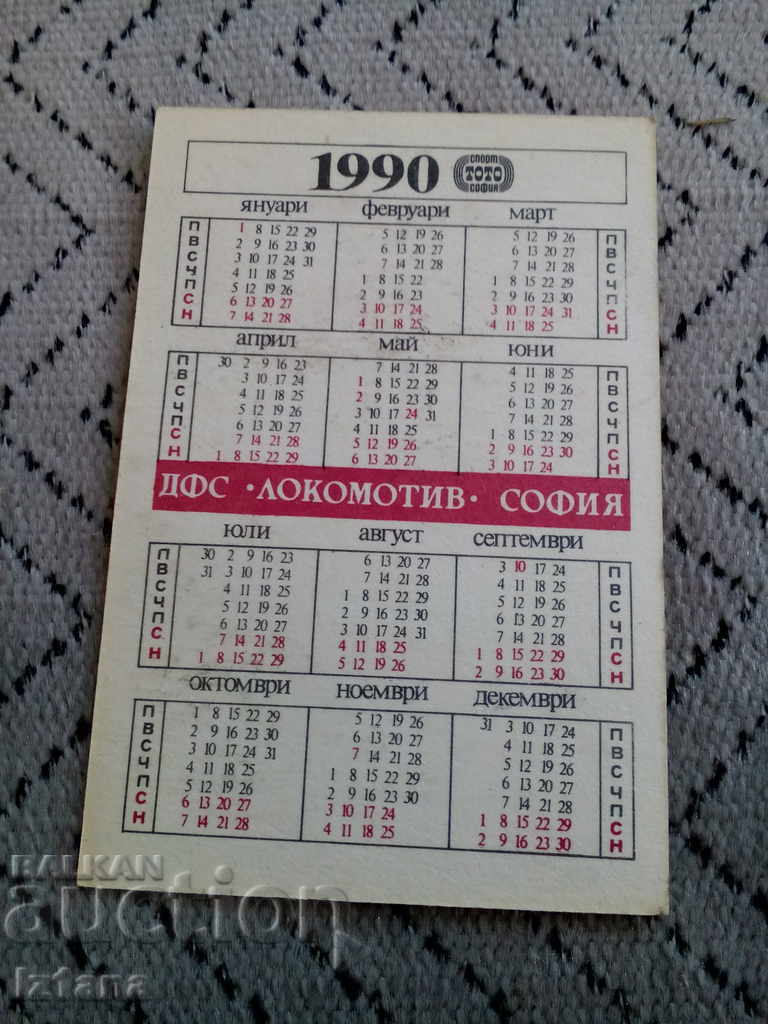 1990 СПОРТ ТОТО СОФИЯ
януари февруари март
П 1 8 15 22 29 5 12 19 26 5 12 19 26 П
В 2 9 16 23 30 6 13 20 27 6 13 20 27 В
С 3 10 17 24 31 7 14 21 28 7 14 21 28 С
Ч 4 11 18 25 1 8 15 22 1 8 15 22 29 Ч
П 5 12 19 26 2 9 16 23 2 9 16 23 30 П
С 6 13 20 27 3 10 17 24 3 10 17 24 31 С
Н 7 14 21 28 4 11 18 25 4 11 18 25 Н
април май юни
П 30 2 9 16 23 7 14 21 28 4 11 18 25 П
В 3 10 17 24 1 8 15 22 29 5 12 19 26 В
С 4 11 18 25 2 9 16 23 30 6 13 20 27 С
Ч 5 12 19 26 3 10 17 24 31 7 14 21 28 Ч
П 6 13 20 27 4 11 18 25 1 8 15 22 29 П
С 7 14 21 28 5 12 19 26 2 9 16 23 30 С
Н 1 8 15 22 29 6 13 20 27 3 10 17 24 Н
ДФС · ЛОКОМОТИВ · СОФИЯ
юли август септември
П 30 2 9 16 23 6 13 20 27 3 10 17 24 П
В 31 3 10 17 24 7 14 21 28 4 11 18 25 В
С 4 11 18 25 1 8 15 22 29 5 12 19 26 С
Ч 5 12 19 26 2 9 16 23 30 6 13 20 27 Ч
П 6 13 20 27 3 10 17 24 31 7 14 21 28 П
С 7 14 21 28 4 11 18 25 1 8 15 22 29 С
Н 1 8 15 22 29 5 12 19 26 2 9 16 23 30 Н
октомври ноември декември
П 1 8 15 22 29 5 12 19 26 31 3 10 17 24 П
В 2 9 16 23 30 6 13 20 27 4 11 18 25 В
С 3 10 17 24 31 7 14 21 28 5 12 19 26 С
Ч 4 11 18 25 1 8 15 22 29 6 13 20 27 Ч
П 5 12 19 26 2 9 16 23 30 7 14 21 28 П
С 6 13 20 27 3 10 17 24 1 8 15 22 29 С
Н 7 14 21 28 4 11 18 25 2 9 16 23 30 Н
BALKAN
auction
Iztana